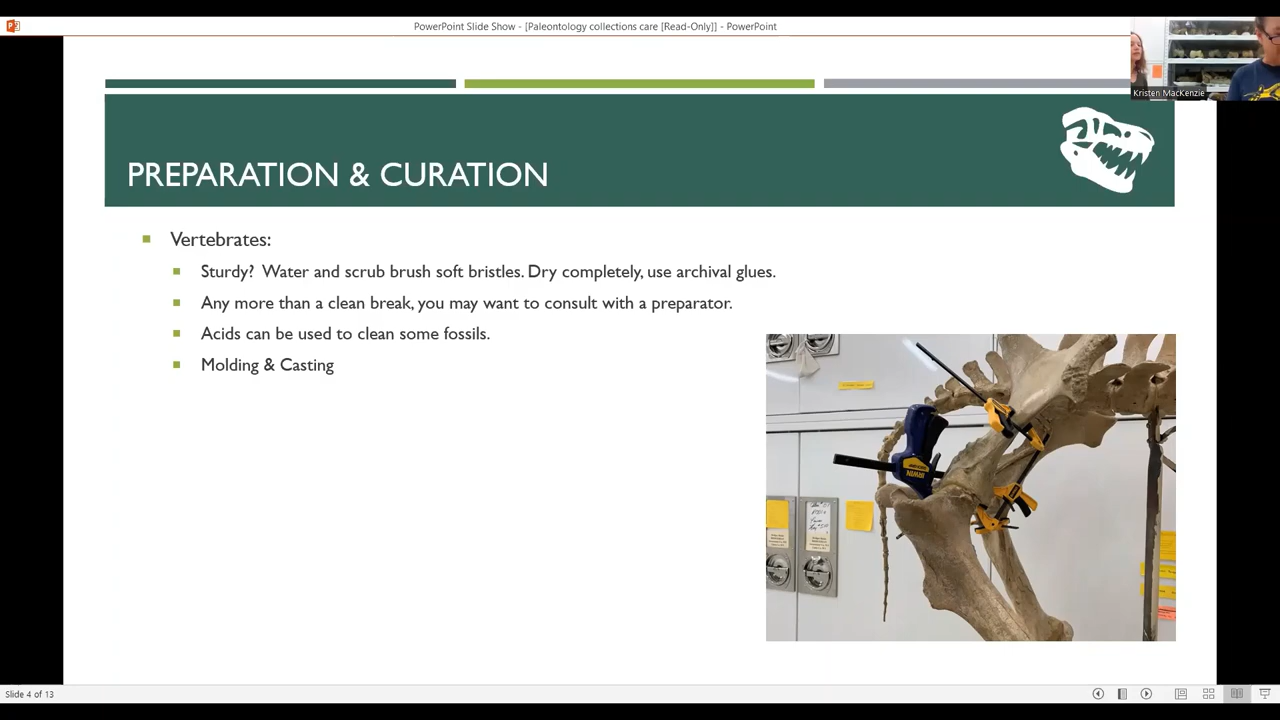 PowerPoint Slide Show - [Paleontology collections care [Read-Only]] - PowerPoint
Kristen MacKenzie
PREPARATION & CURATION
Vertebrates:
Sturdy? Water and scrub brush soft bristles. Dry completely, use archival glues.
Any more than a clean break, you may want to consult with a preparator.
Acids can be used to clean some fossils.
Molding & Casting
IRWIN
Slide 4 of 13